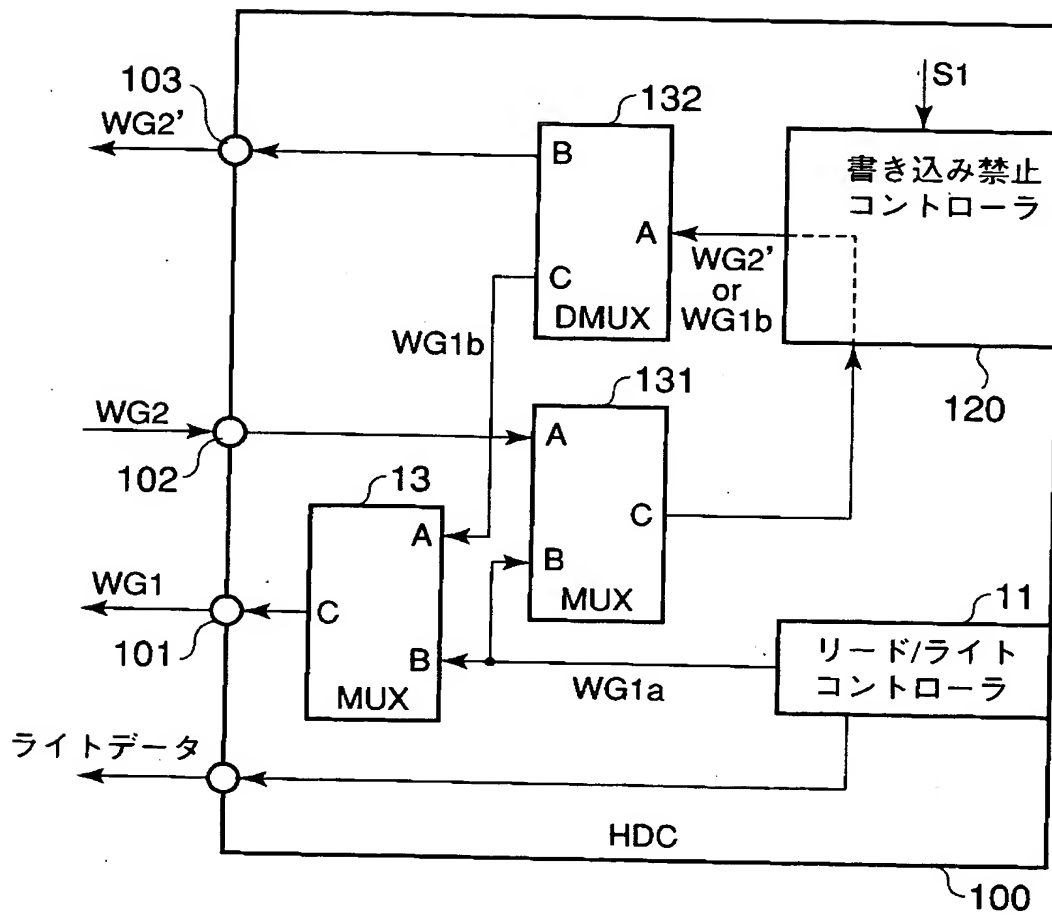 103
WG2'
132
B
A
C
DMUX
S1
書き込み禁止
コントローラ
WG2'
or
WG1b
120
WG1b
131
WG2
102
A
B
C
MUX
13
A
C
B
MUX
WG1
101
11
リード/ライト
コントローラ
WG1a
ライトデータ
HDC
100